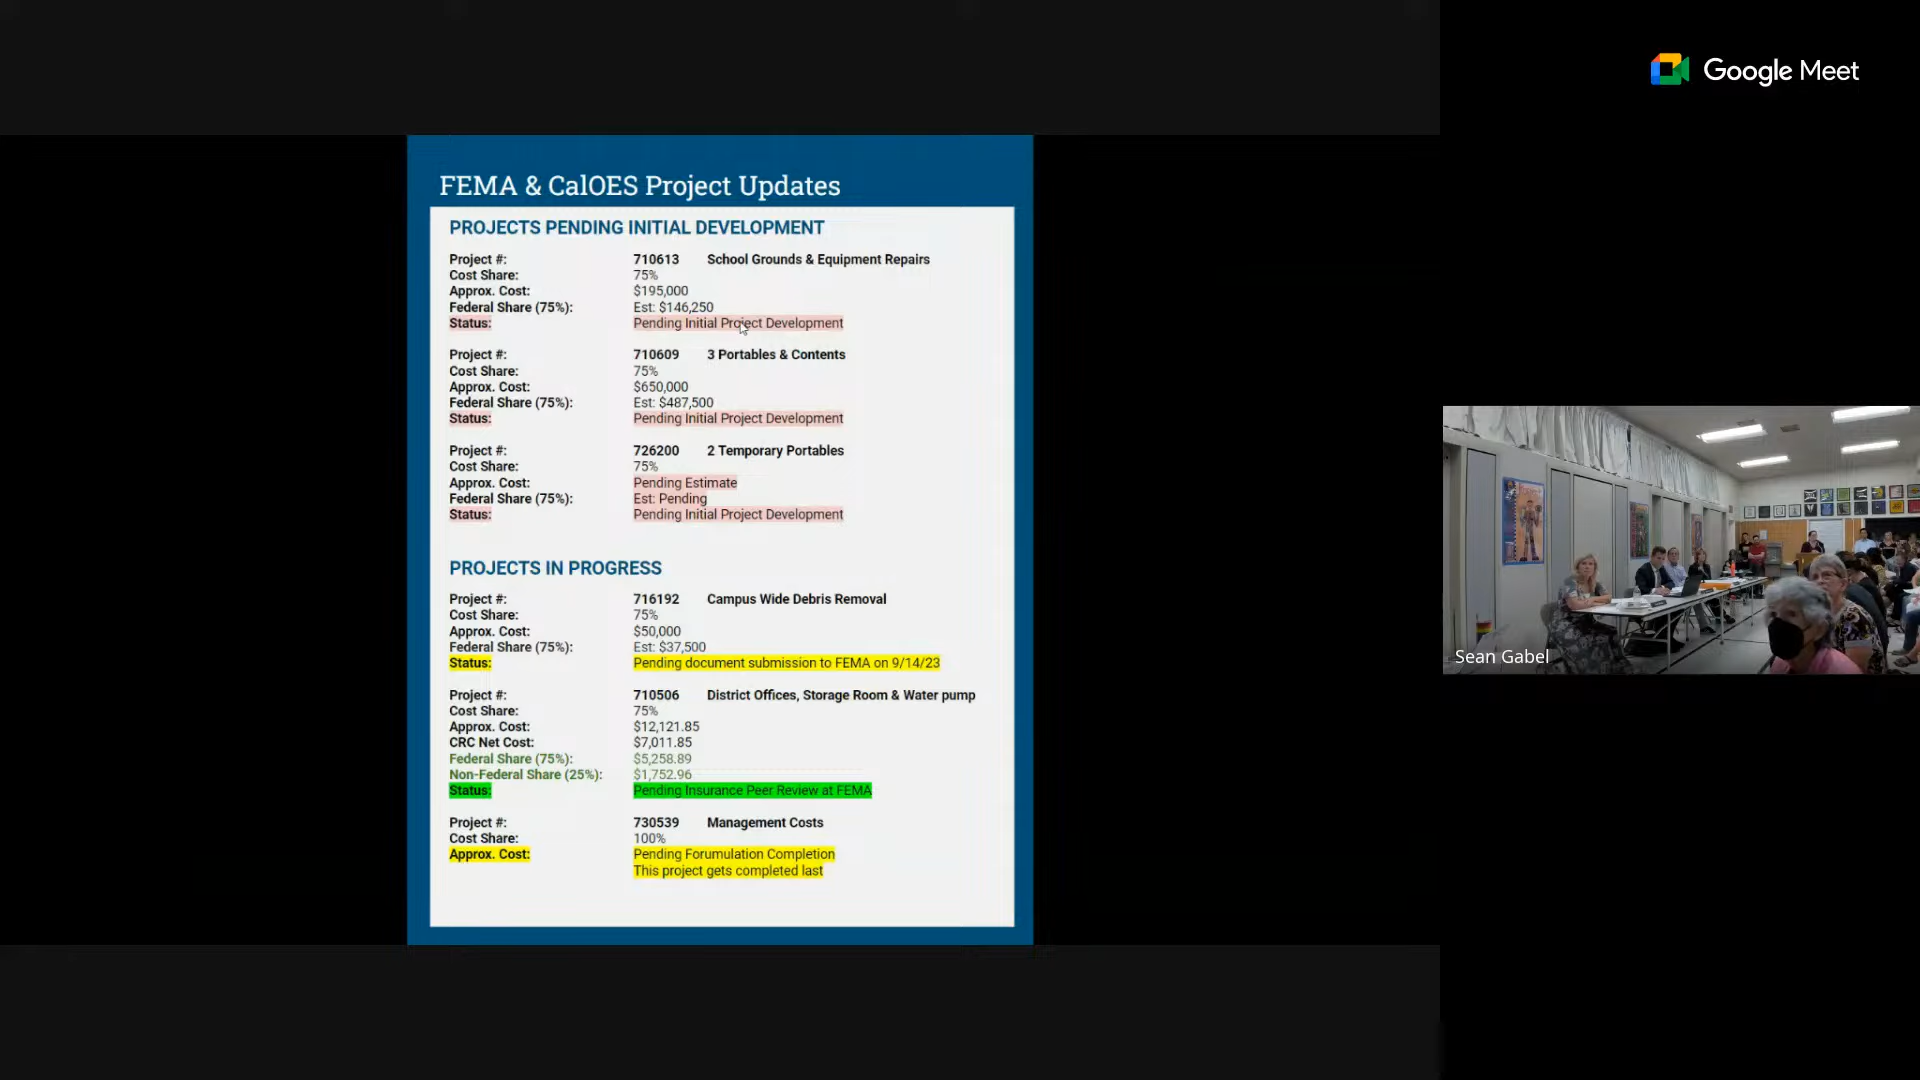 Google Meet
FEMA & CalOES Project Updates
PROJECTS PENDING INITIAL DEVELOPMENT
Project #: 710613 School Grounds & Equipment Repairs
Cost Share: 75%
Approx. Cost: $195,000
Federal Share (75%): Est: $146,250
Status: Pending Initial Project Development
Project #: 710609 3 Portables & Contents
Cost Share: 75%
Approx. Cost: $650,000
Federal Share (75%): Est: $487,500
Status: Pending Initial Project Development
Project #: 726200 2 Temporary Portables
Cost Share: 75%
Approx. Cost: Pending Estimate
Federal Share (75%): Est: Pending
Status: Pending Initial Project Development
PROJECTS IN PROGRESS
Project #: 716192 Campus Wide Debris Removal
Cost Share: 75%
Approx. Cost: $50,000
Federal Share (75%): Est: $37,500
Status: Pending document submission to FEMA on 9/14/23
Project #: 710506 District Offices, Storage Room & Water pump
Cost Share: 75%
Approx. Cost: $12,121.85
CRC Net Cost: $7,011.85
Federal Share (75%): $5,258.89
Non-Federal Share (25%): $1,752.96
Status: Pending Insurance Peer Review at FEMA
Project #: 730539 Management Costs
Cost Share: 100%
Approx. Cost: Pending Forumulation Completion
This project gets completed last
Sean Gabel